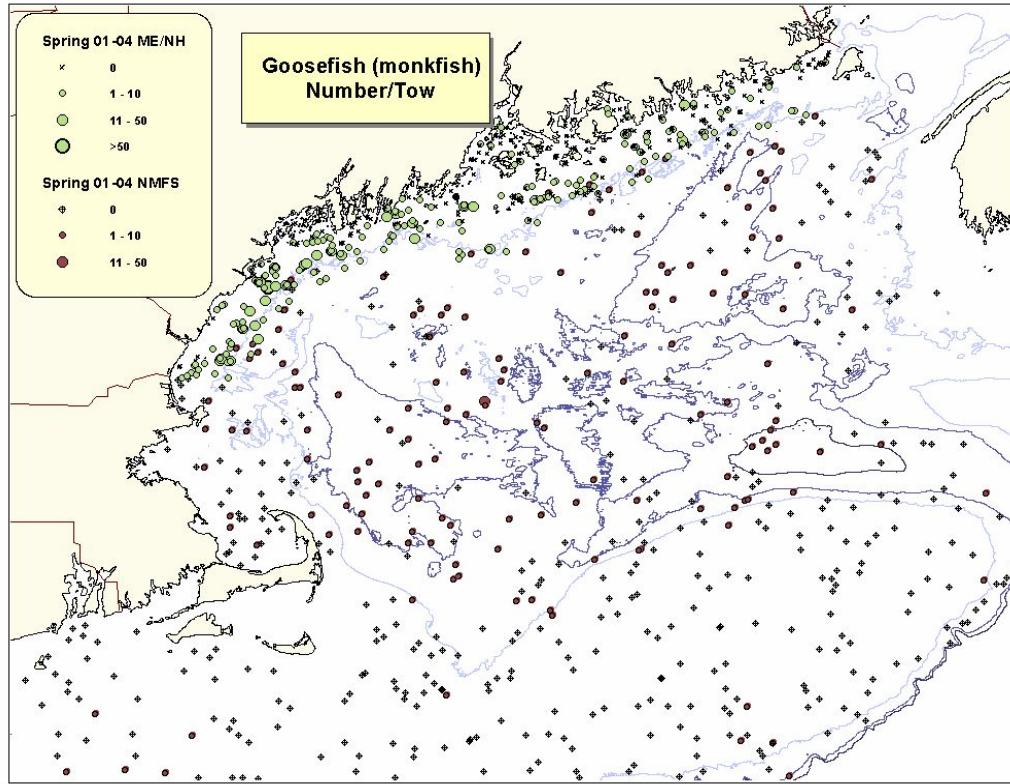 Goosefish (monkfish)
Number/Tow
Spring 01-04 ME/NH
0
1 - 10
11 - 50
>50
Spring 01-04 NMFS
0
1 - 10
11 - 50